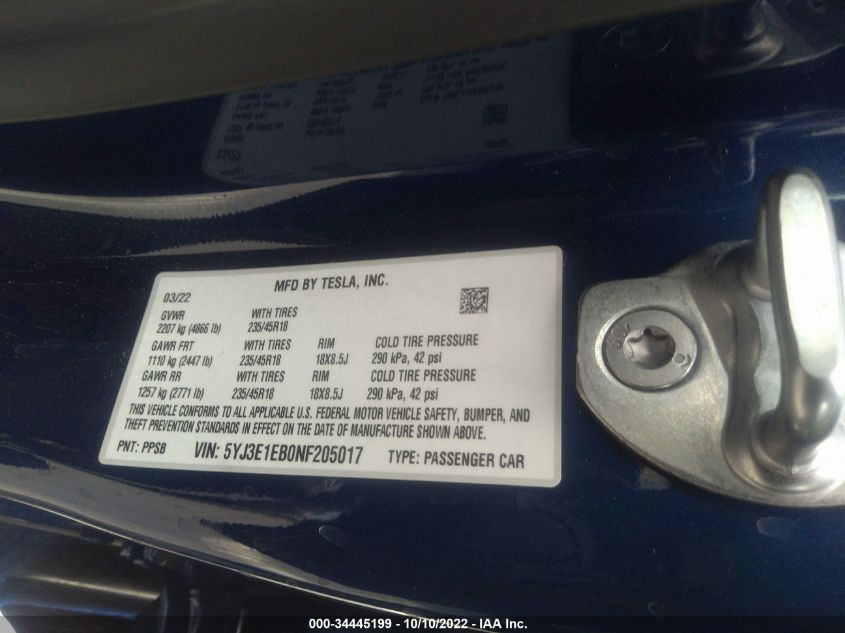 MFD BY TESLA, INC.
03/22
GVWR WITH TIRES
2207 kg (4866 lb) 235/45R18
GAWR FRT WITH TIRES RIM COLD TIRE PRESSURE
1110 kg (2447 lb) 235/45R18 18X8.5J 290 kPa, 42 psi
GAWR RR WITH TIRES RIM COLD TIRE PRESSURE
1257 kg (2771 lb) 235/45R18 18X8.5J 290 kPa, 42 psi
THIS VEHICLE CONFORMS TO ALL APPLICABLE U.S. FEDERAL MOTOR VEHICLE SAFETY, BUMPER, AND
THEFT PREVENTION STANDARDS IN EFFECT ON THE DATE OF MANUFACTURE SHOWN ABOVE.
PNT: PPSB VIN: 5YJ3E1EB0NF205017 TYPE: PASSENGER CAR
000-34445199 - 10/10/2022 - IAA Inc.